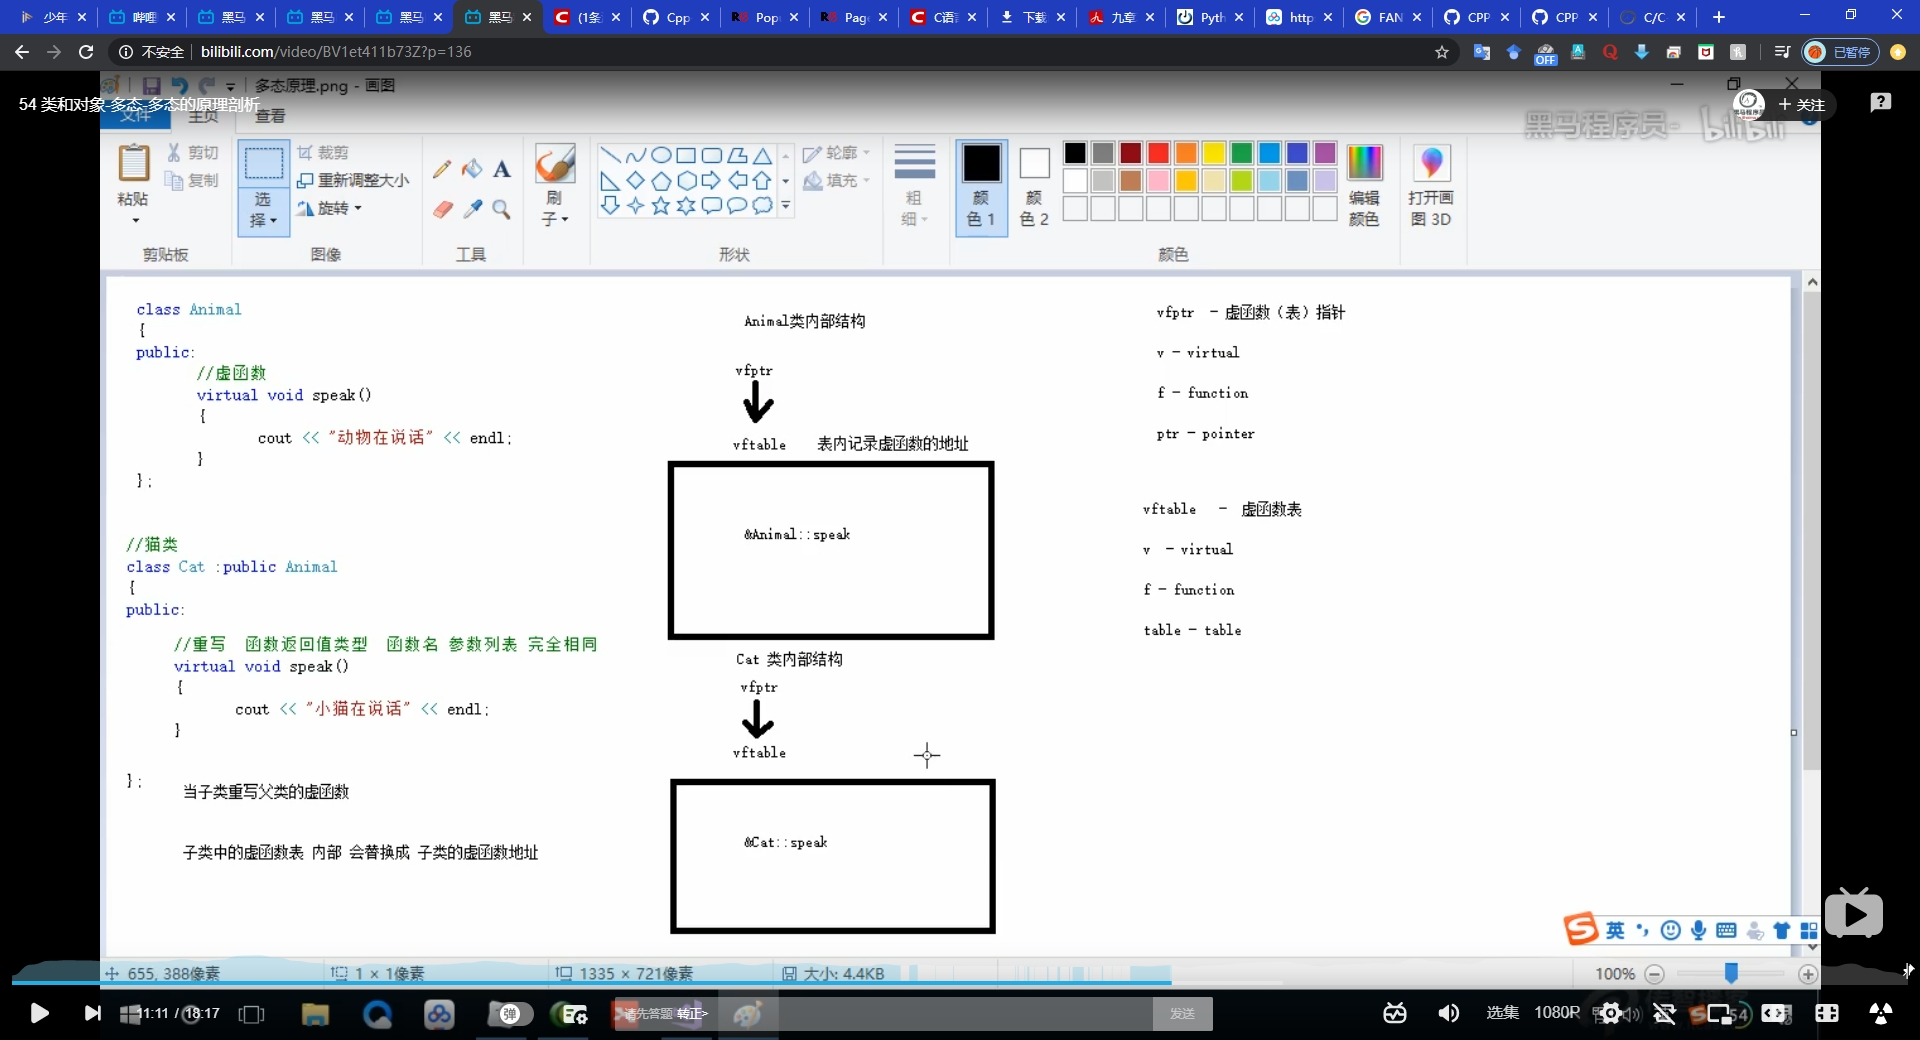 少年
哔哩
黑马
黑马
黑马
黑马
(1条
Cpp
Pop
Page
C语
下载
九章
Pyth
http
FAN
CPP
CPP
C/C
不安全
bilibili.com/video/BV1et411b73Z?p=136
OFF
已暂停
多态原理.png - 画图
54 类和对象-多态-多态的原理剖析
+ 关注
文件
主页
查看
黑马程序员-
bilibili
粘贴
剪切
复制
剪贴板
选择
裁剪
重新调整大小
旋转
图像
工具
刷子
形状
轮廓
填充
粗细
颜色 1
颜色 2
颜色
编辑颜色
打开画图 3D
class Animal
{
public:
//虚函数
virtual void speak()
{
cout << "动物在说话" << endl;
}
};
//猫类
class Cat :public Animal
{
public:
//重写 函数返回值类型 函数名 参数列表 完全相同
virtual void speak()
{
cout << "小猫在说话" << endl;
}
};
当子类重写父类的虚函数
子类中的虚函数表 内部 会替换成 子类的虚函数地址
Animal类内部结构
vfptr
vftable 表内记录虚函数的地址
&Animal::speak
Cat 类内部结构
vfptr
vftable
&Cat::speak
vfptr - 虚函数（表）指针
v - virtual
f - function
ptr - pointer
vftable - 虚函数表
v - virtual
f - function
table - table
英
655, 388像素
1 × 1像素
1335 × 721像素
大小: 4.4KB
100%
11:11 / 18:17
弹
请先答题 转正>
发送
选集
1080P